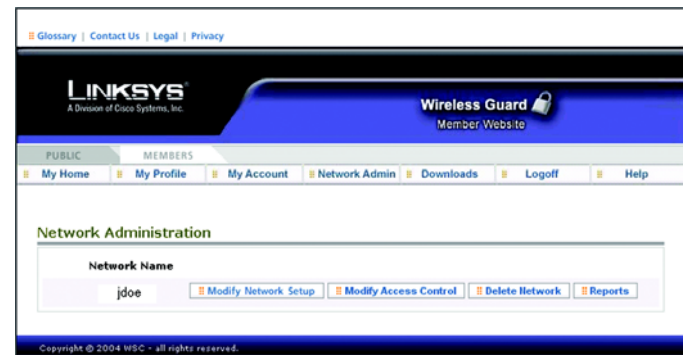 Glossary | Contact Us | Legal | Privacy
LINKSYS®
A Division of Cisco Systems, Inc.
Wireless Guard
Member Website
PUBLIC MEMBERS
My Home My Profile My Account Network Admin Downloads Logoff Help
Network Administration
Network Name
jdoe Modify Network Setup Modify Access Control Delete Network Reports
Copyright © 2004 WSC - all rights reserved.